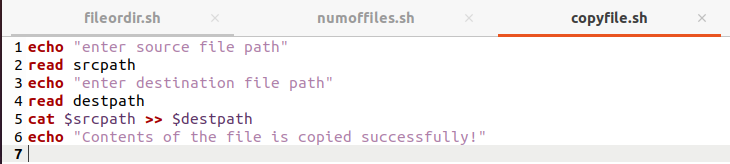 fileordir.sh × numoffiles.sh × copyfile.sh ×
1 echo "enter source file path"
2 read srcpath
3 echo "enter destination file path"
4 read destpath
5 cat $srcpath >> $destpath
6 echo "Contents of the file is copied successfully!"
7